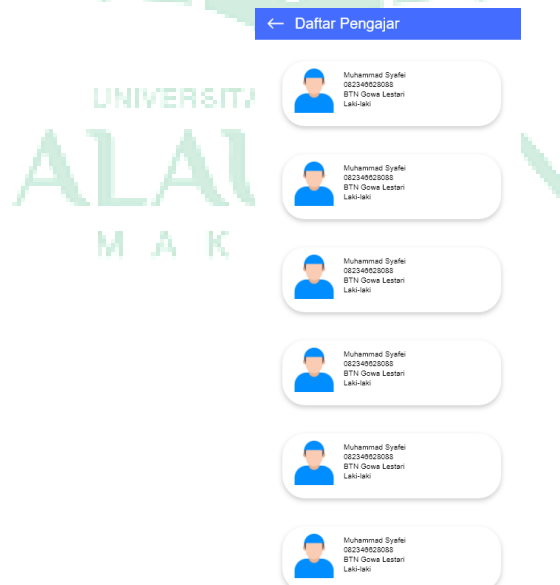 Daftar Pengajar
Muhammad Syafei
082346628088
BTN Gowa Lestari
Laki-laki
UNIVERSITA
Muhammad Syafei
082346628088
BTN Gowa Lestari
Laki-laki
ALAU
M A K
Muhammad Syafei
082346628088
BTN Gowa Lestari
Laki-laki
Muhammad Syafei
082346628088
BTN Gowa Lestari
Laki-laki
Muhammad Syafei
082346628088
BTN Gowa Lestari
Laki-laki
Muhammad Syafei
082346628088
BTN Gowa Lestari
Laki-laki